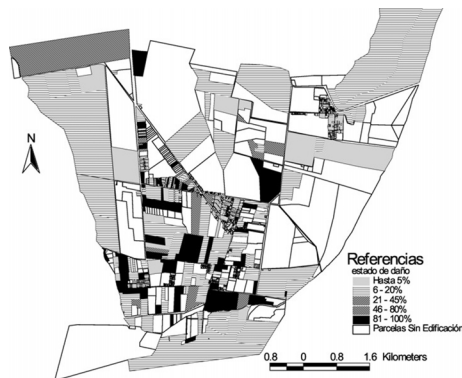 N
Referencias
estado de daño
Hasta 5%
6 - 20%
21 - 45%
46 - 80%
81 - 100%
Parcelas Sin Edificación
0.8 0 0.8 1.6 Kilometers